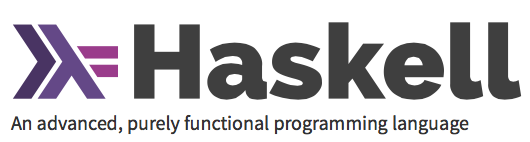 Haskell
An advanced, purely functional programming language